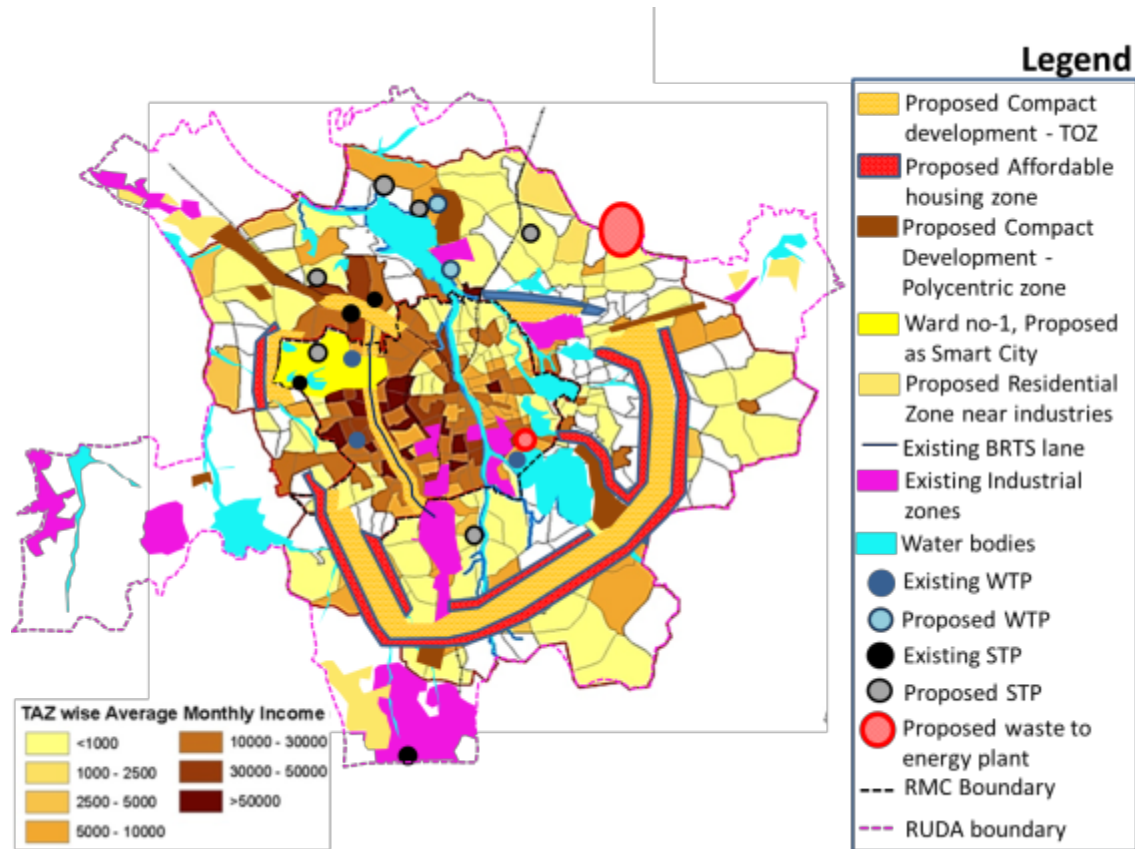 Legend
Proposed Compact
development - TOZ
Proposed Affordable
housing zone
Proposed Compact
Development -
Polycentric zone
Ward no-1, Proposed
as Smart City
Proposed Residential
Zone near industries
Existing BRTS lane
Existing Industrial
zones
Water bodies
Existing WTP
Proposed WTP
Existing STP
Proposed STP
Proposed waste to
energy plant
RMC Boundary
RUDA boundary
TAZ wise Average Monthly Income
<1000
1000 - 2500
2500 - 5000
5000 - 10000
10000 - 30000
30000 - 50000
>50000